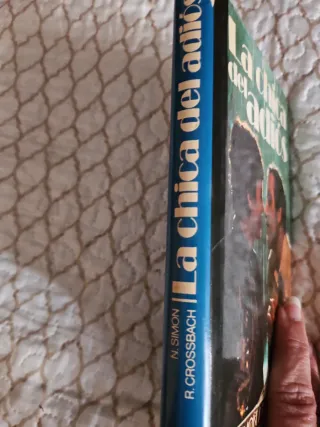 N. SIMON
R. CROSSBACH
La chica del adiós
La chica
del adiós